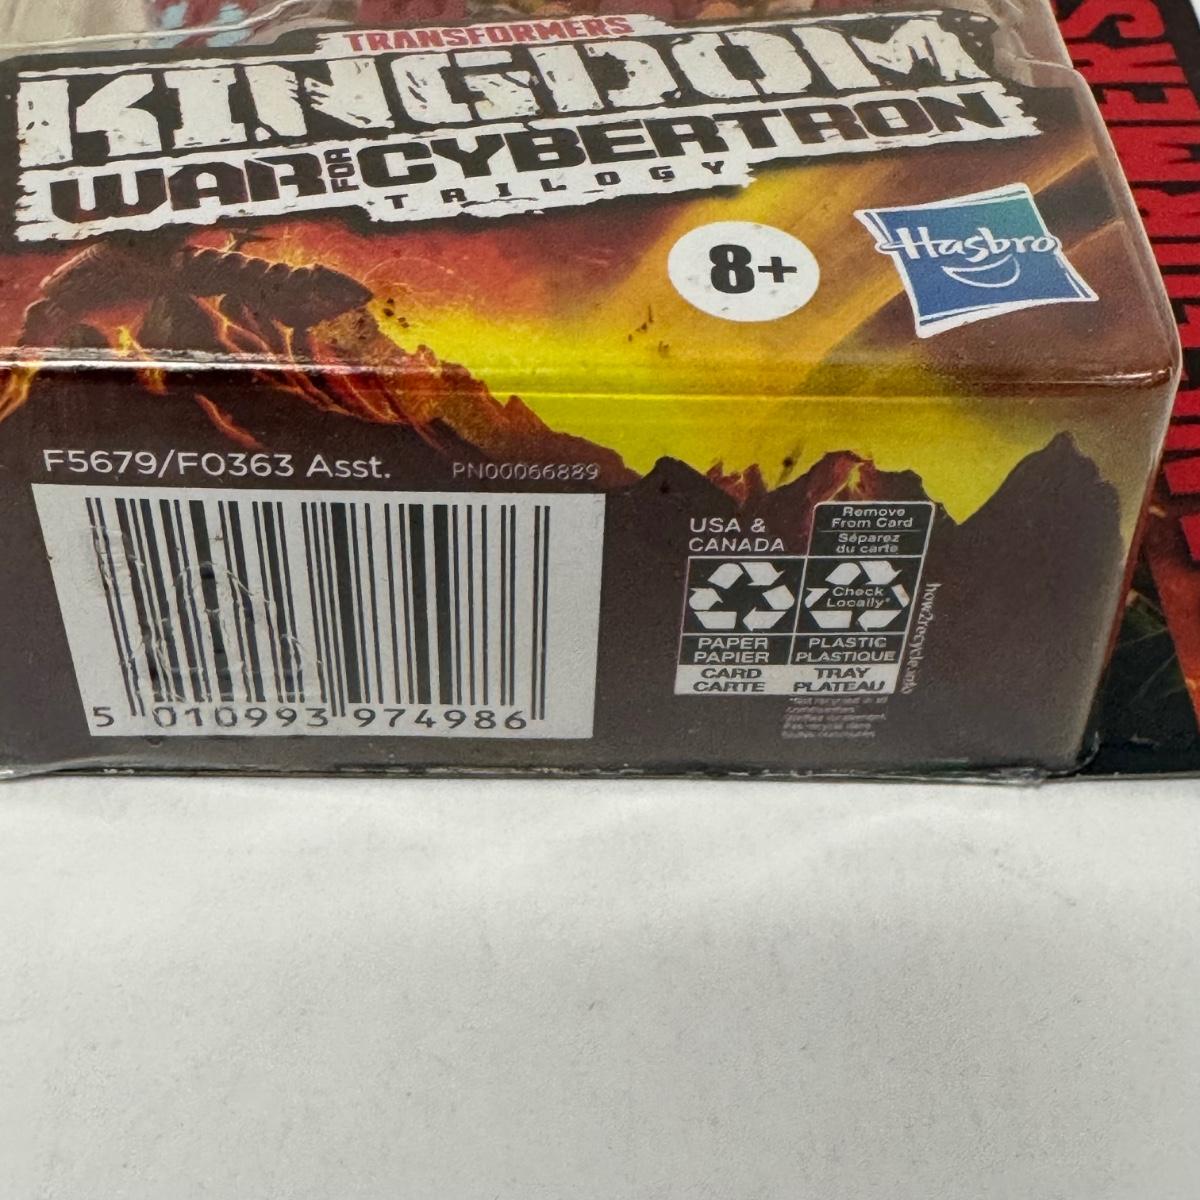 TRANSFORMERS
KINGDOM
WAR FOR CYBERTRON
TRILOGY
8+
Hasbro
TRANSFORMERS
F5679/F0363 Asst.
PN00066889
5 010993 974986
USA &
CANADA
Remove
From Card
Séparez
du carte
Check
Locally*
PAPER
PAPIER
PLASTIC
PLASTIQUE
CARD
CARTE
TRAY
PLATEAU
how2recycle.info